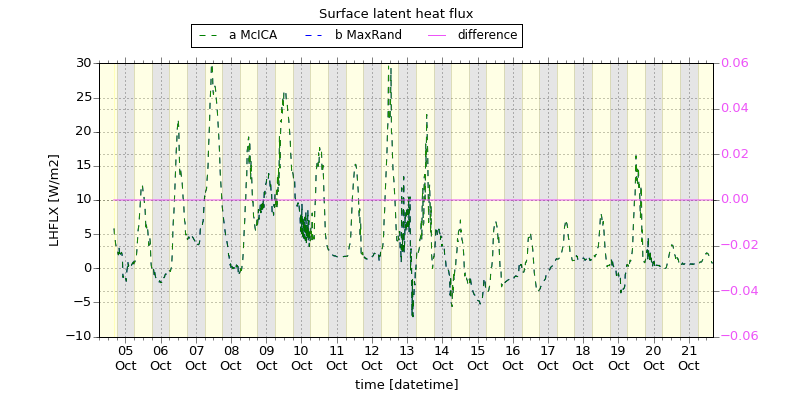 Surface latent heat flux
a McICA b MaxRand difference
30 0.06
25 0.04
20 0.02
15
10 0.00
5
0 −0.02
−5 −0.04
−10 −0.06
LHFLX [W/m2]
05 06 07 08 09 10 11 12 13 14 15 16 17 18 19 20 21
Oct Oct Oct Oct Oct Oct Oct Oct Oct Oct Oct Oct Oct Oct Oct Oct Oct
time [datetime]